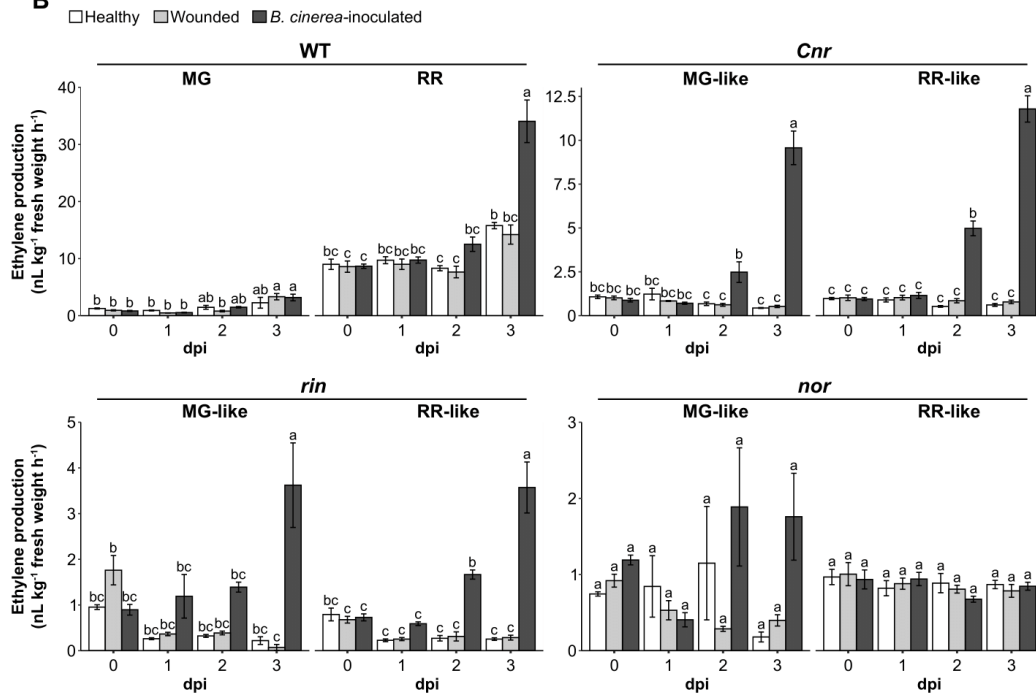 B
Healthy Wounded B. cinerea-inoculated
WT
MG RR
Ethylene production
(nL kg⁻¹ fresh weight h⁻¹)
40
30
20
10
0
b b b b b b ab b ab ab a a
bc c c bc bc bc c c bc b bc a
0 1 2 3 0 1 2 3
dpi dpi
Cnr
MG-like RR-like
12.5
10
7.5
5
2.5
0
bc bc bc bc bc bc c c b c c a
c c c c c c c c b c c a
0 1 2 3 0 1 2 3
dpi dpi
rin
MG-like RR-like
Ethylene production
(nL kg⁻¹ fresh weight h⁻¹)
5
4
3
2
1
0
bc b bc bc bc bc bc bc bc bc c a
bc c c c c c c c b c c a
0 1 2 3 0 1 2 3
dpi dpi
nor
MG-like RR-like
3
2
1
0
a a a a a a a a a a a a
a a a a a a a a a a a a
0 1 2 3 0 1 2 3
dpi dpi